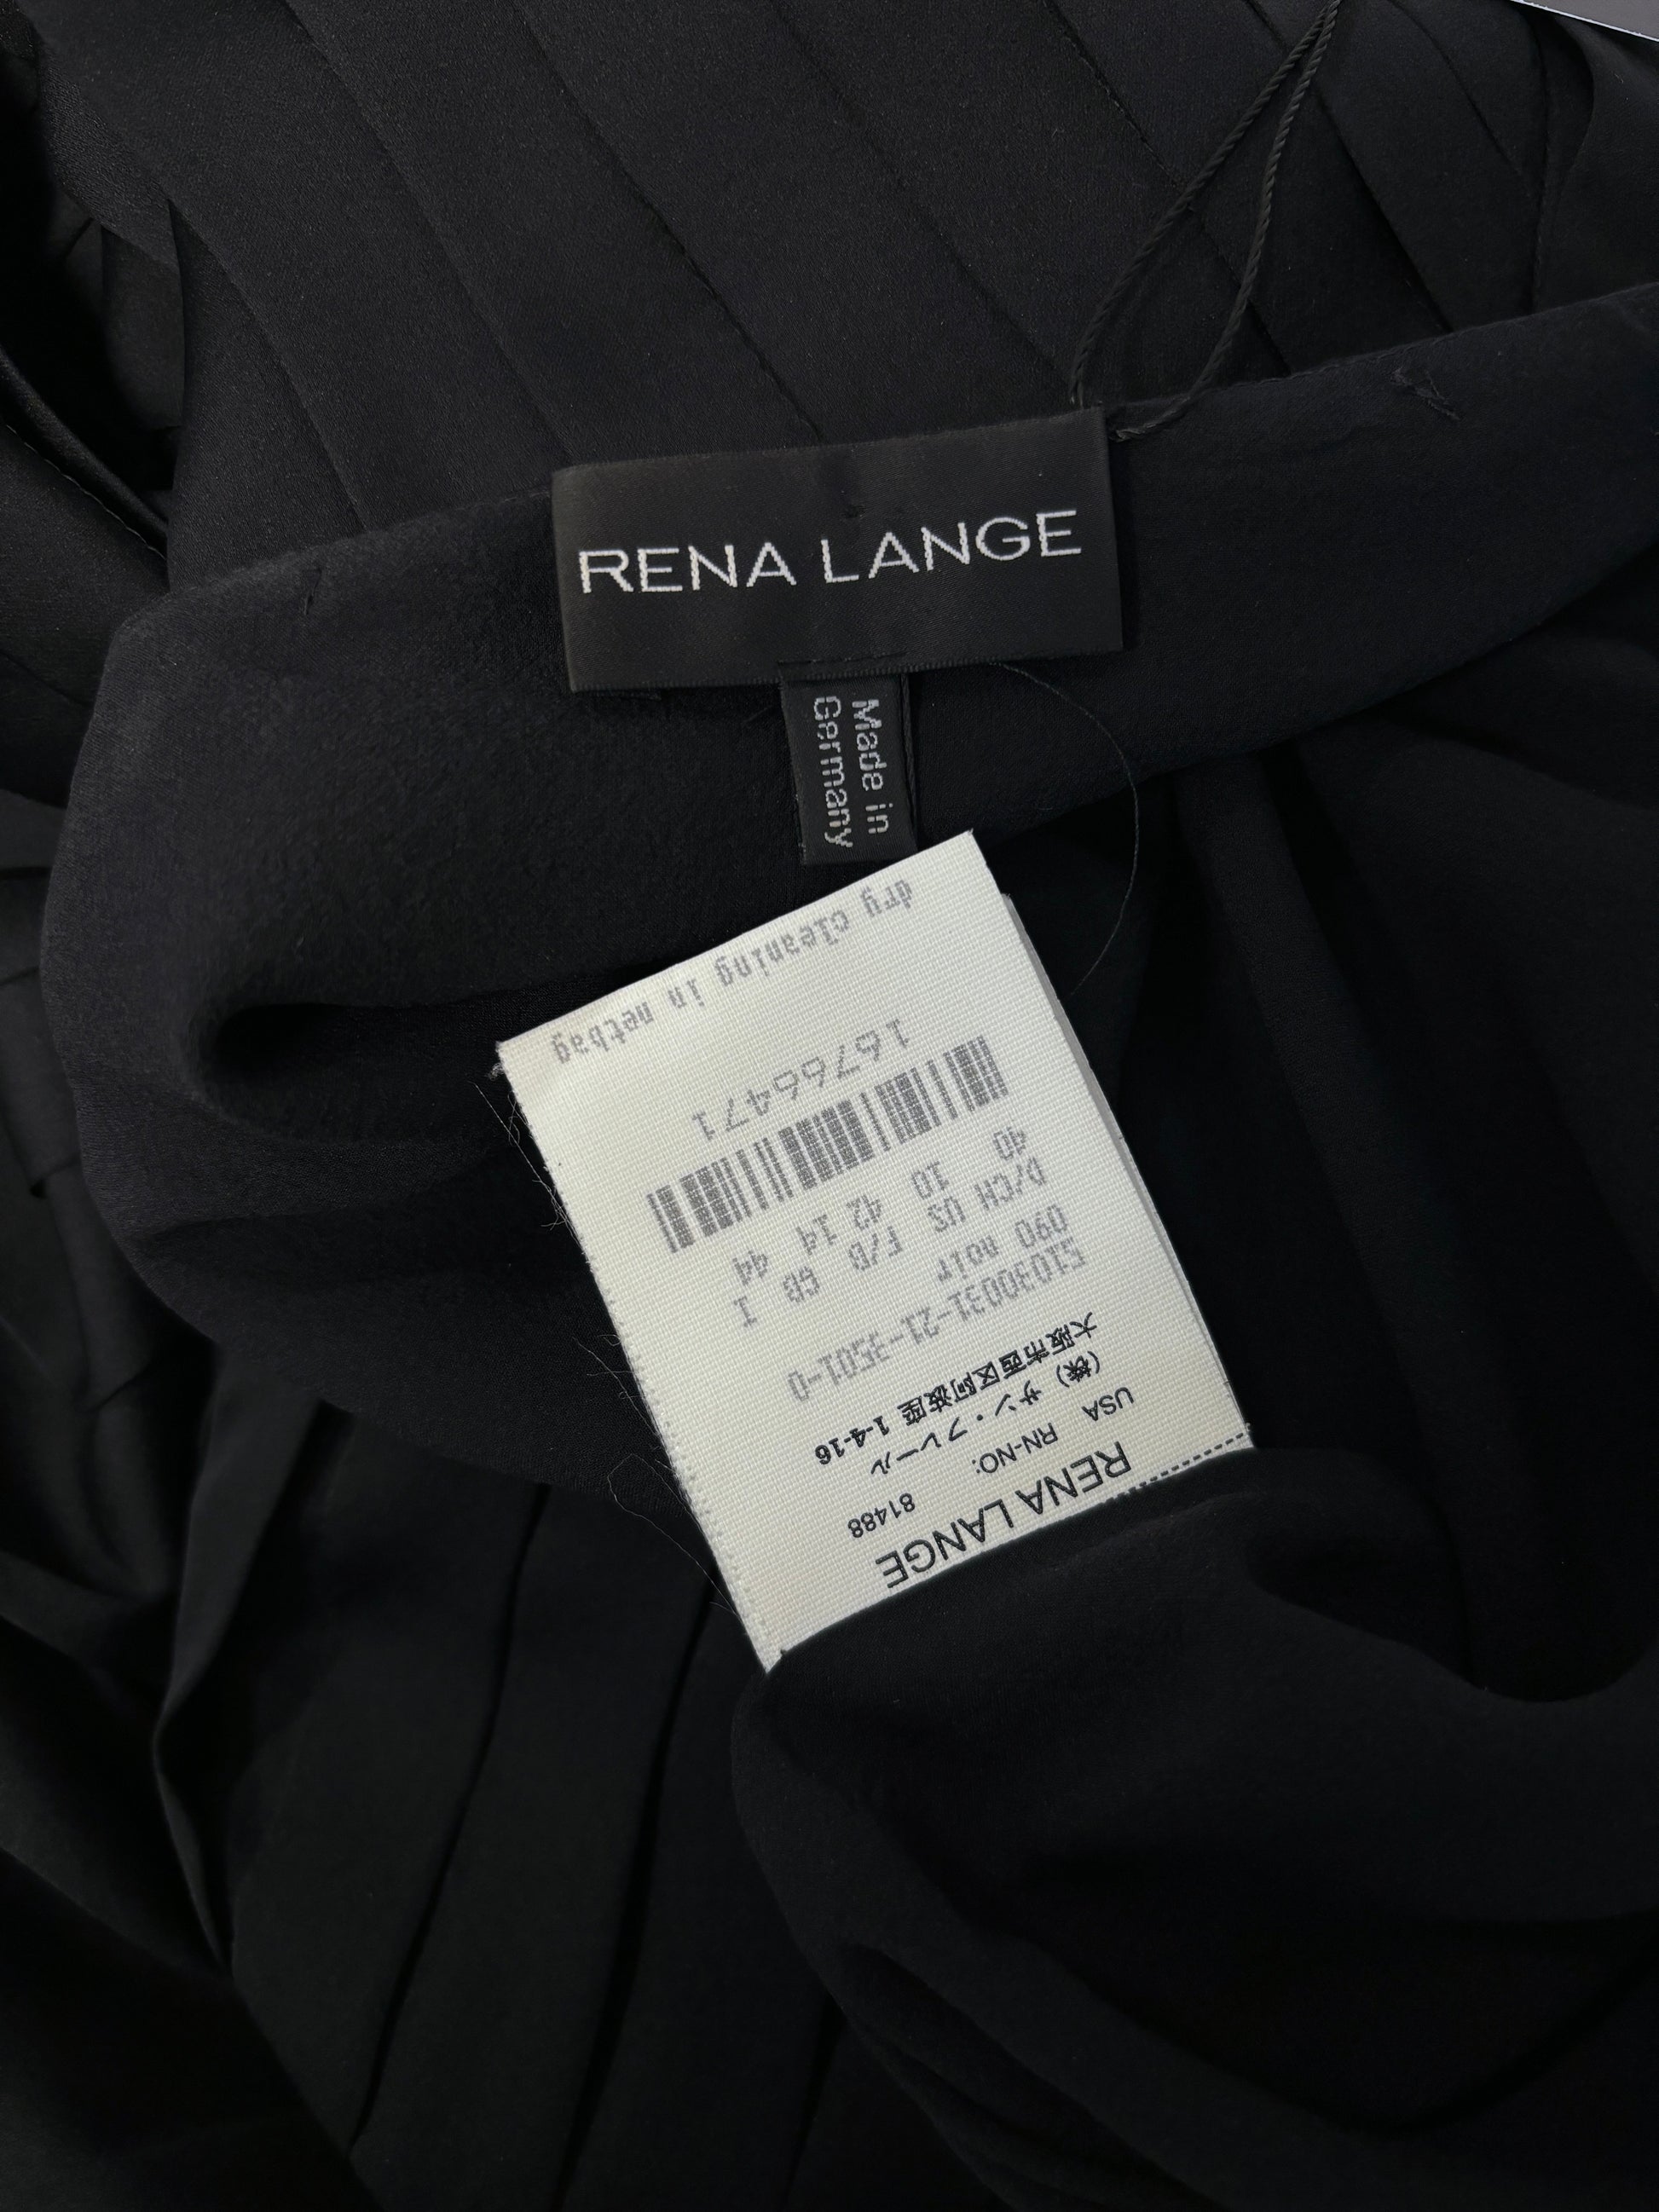 RENA LANGE
Made in
Germany
RENA LANGE
USA RN-NO: 81488
(株) サン・フレール
大阪市西区阿波座 1-4-16
51030031-21-3501-0
090 noir
D/CH US F/B GB I
40 10 42 14 44
16766471
dry cleaning in netbag